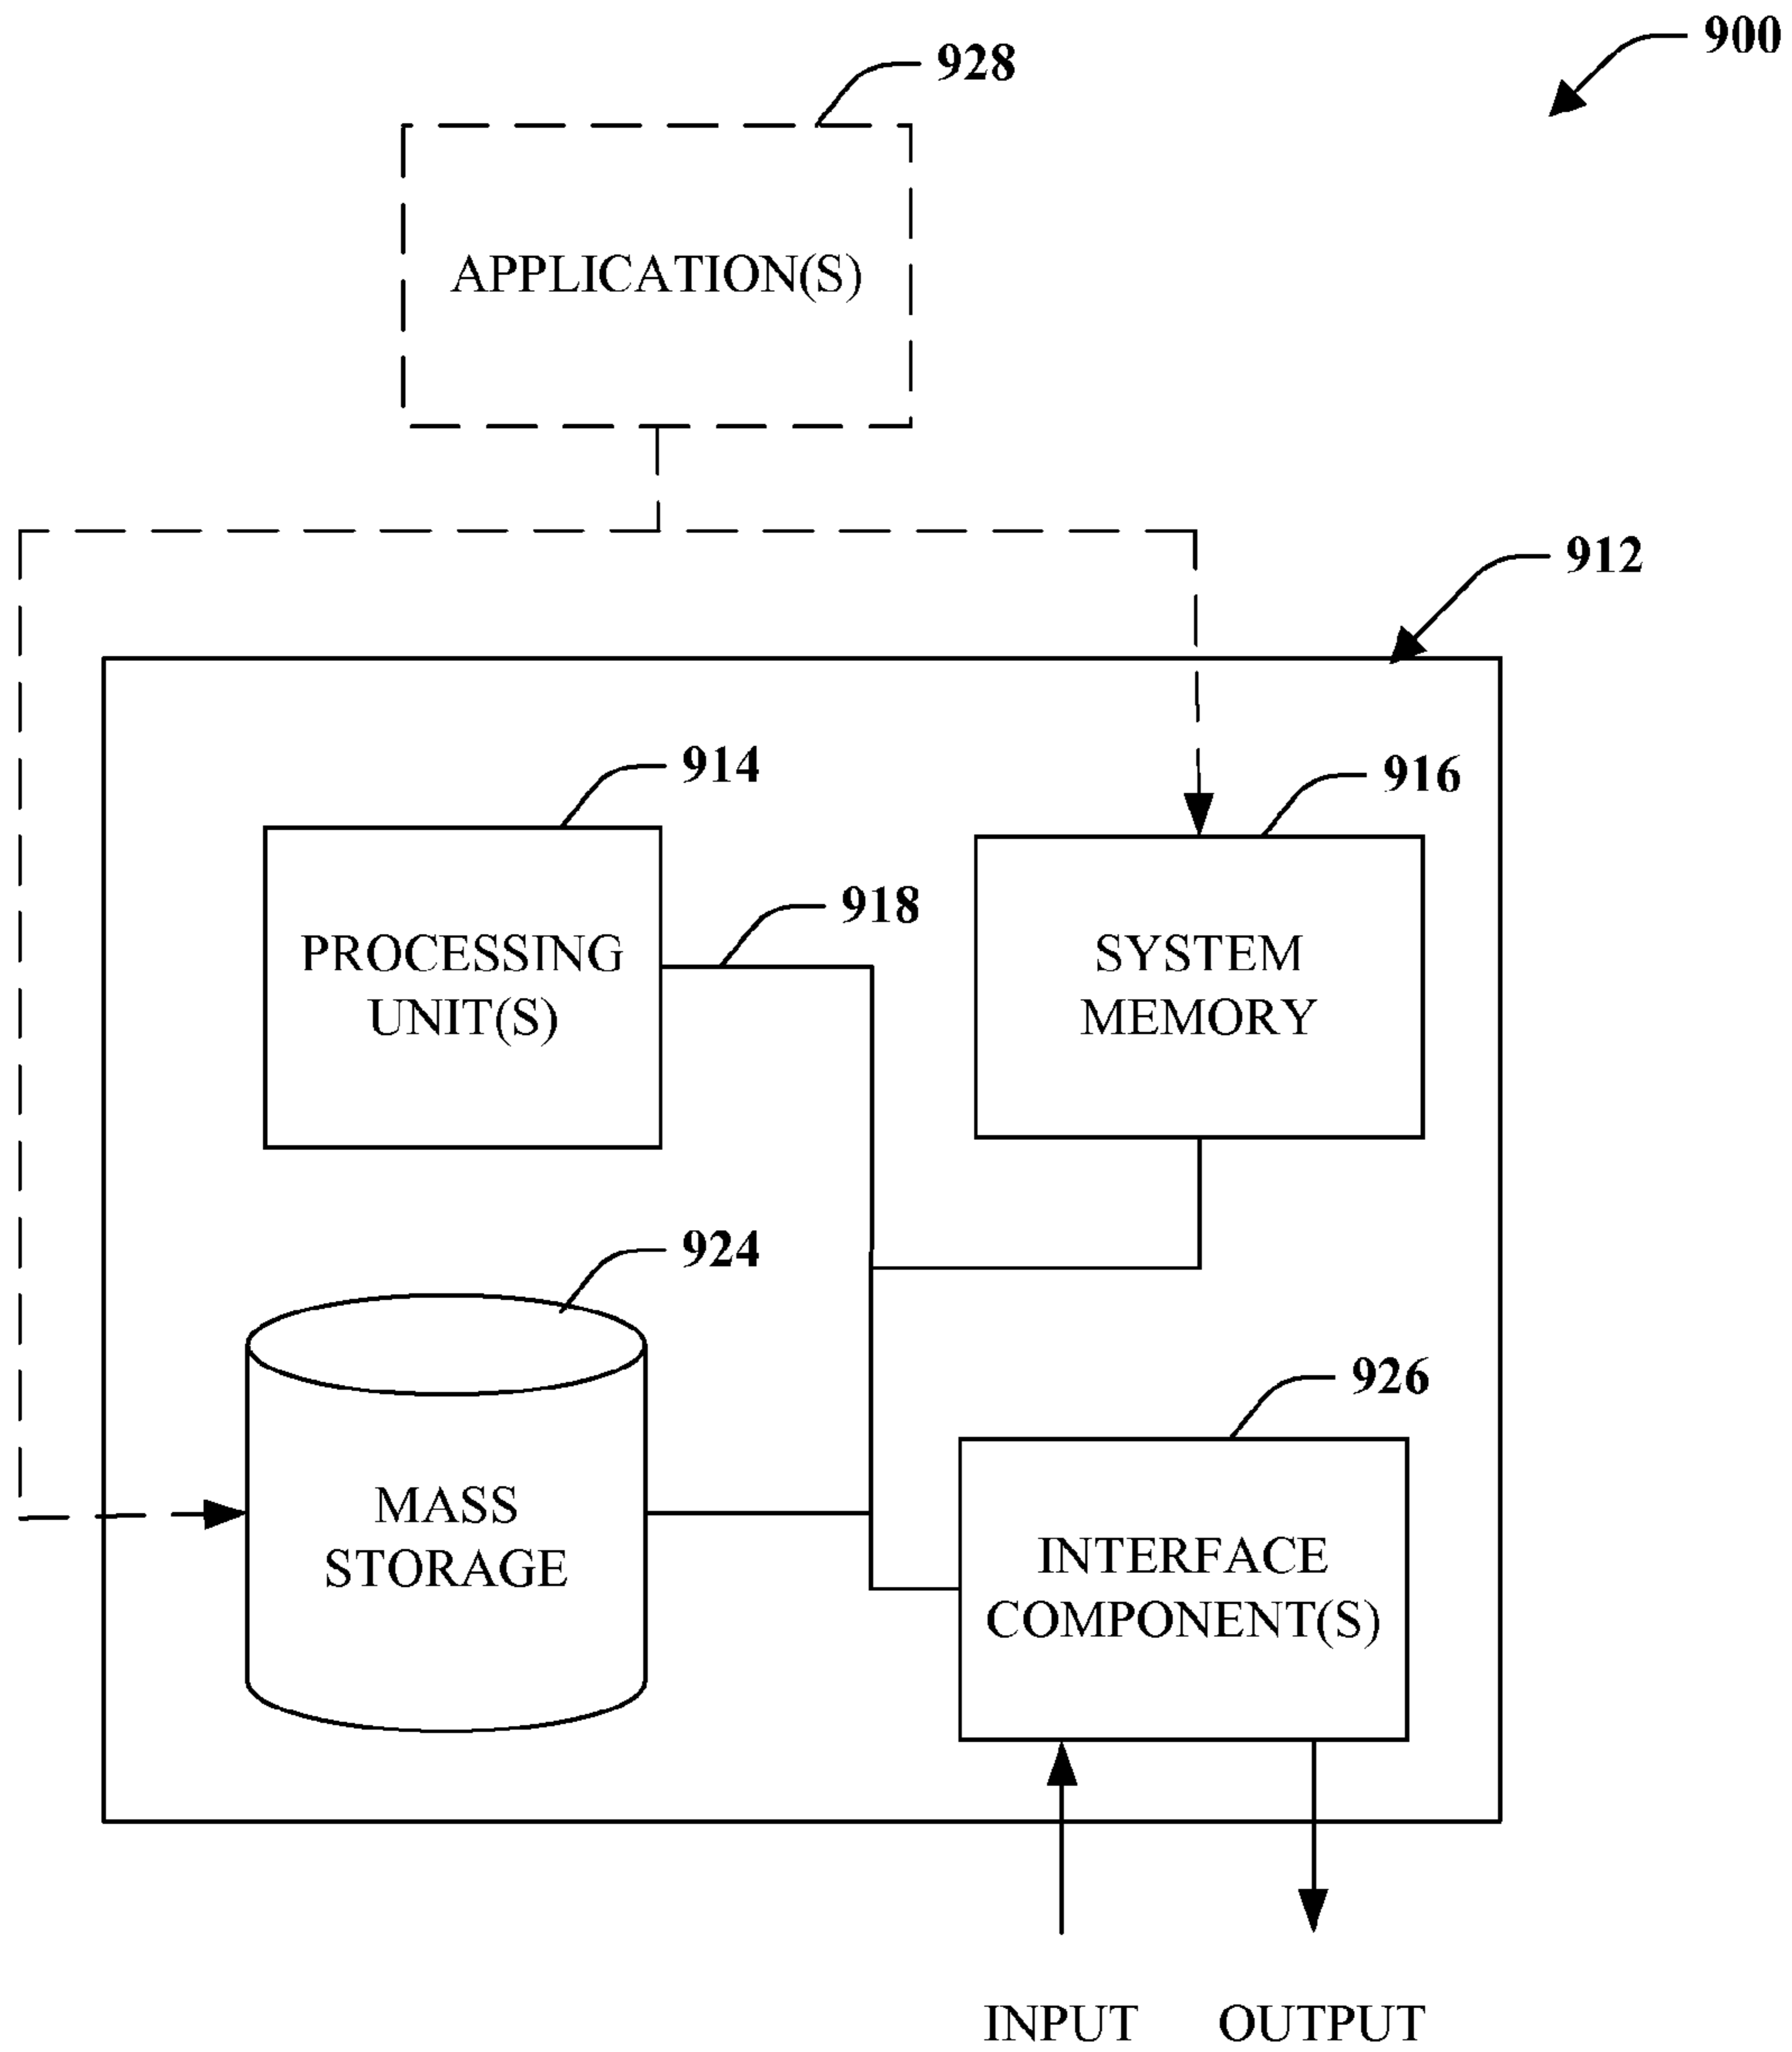 900
928
APPLICATION(S)
912
914
916
918
PROCESSING
UNIT(S)
SYSTEM
MEMORY
924
926
MASS
STORAGE
INTERFACE
COMPONENT(S)
INPUT
OUTPUT